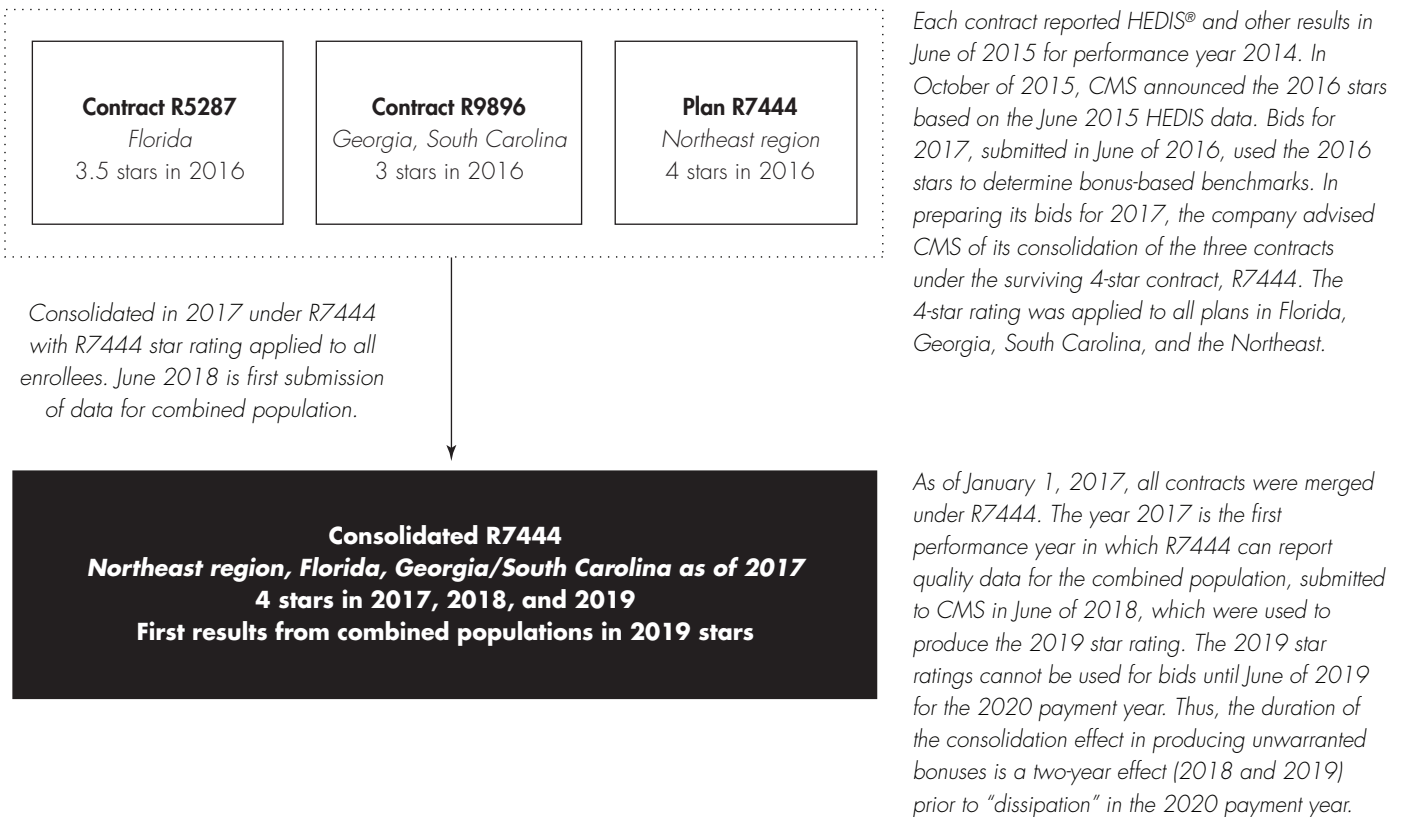 Contract R5287
Florida
3.5 stars in 2016
Contract R9896
Georgia, South Carolina
3 stars in 2016
Plan R7444
Northeast region
4 stars in 2016
Each contract reported HEDIS® and other results in
June of 2015 for performance year 2014. In
October of 2015, CMS announced the 2016 stars
based on the June 2015 HEDIS data. Bids for
2017, submitted in June of 2016, used the 2016
stars to determine bonus-based benchmarks. In
preparing its bids for 2017, the company advised
CMS of its consolidation of the three contracts
under the surviving 4-star contract, R7444. The
4-star rating was applied to all plans in Florida,
Georgia, South Carolina, and the Northeast.
Consolidated in 2017 under R7444
with R7444 star rating applied to all
enrollees. June 2018 is first submission
of data for combined population.
Consolidated R7444
Northeast region, Florida, Georgia/South Carolina as of 2017
4 stars in 2017, 2018, and 2019
First results from combined populations in 2019 stars
As of January 1, 2017, all contracts were merged
under R7444. The year 2017 is the first
performance year in which R7444 can report
quality data for the combined population, submitted
to CMS in June of 2018, which were used to
produce the 2019 star rating. The 2019 star
ratings cannot be used for bids until June of 2019
for the 2020 payment year. Thus, the duration of
the consolidation effect in producing unwarranted
bonuses is a two-year effect (2018 and 2019)
prior to “dissipation” in the 2020 payment year.